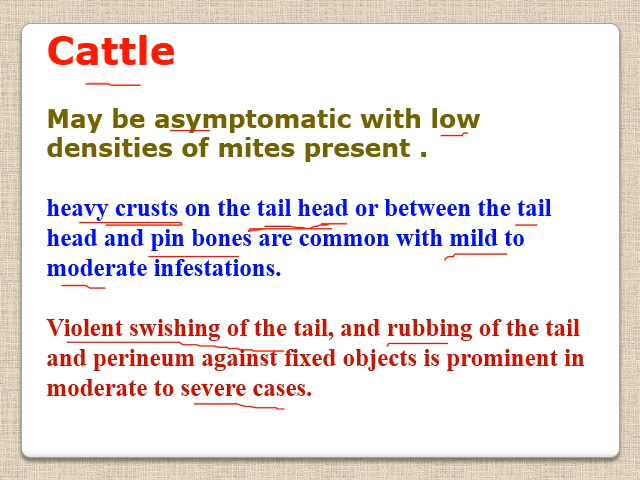 Cattle
May be asymptomatic with low
densities of mites present .
heavy crusts on the tail head or between the tail
head and pin bones are common with mild to
moderate infestations.
Violent swishing of the tail, and rubbing of the tail
and perineum against fixed objects is prominent in
moderate to severe cases.